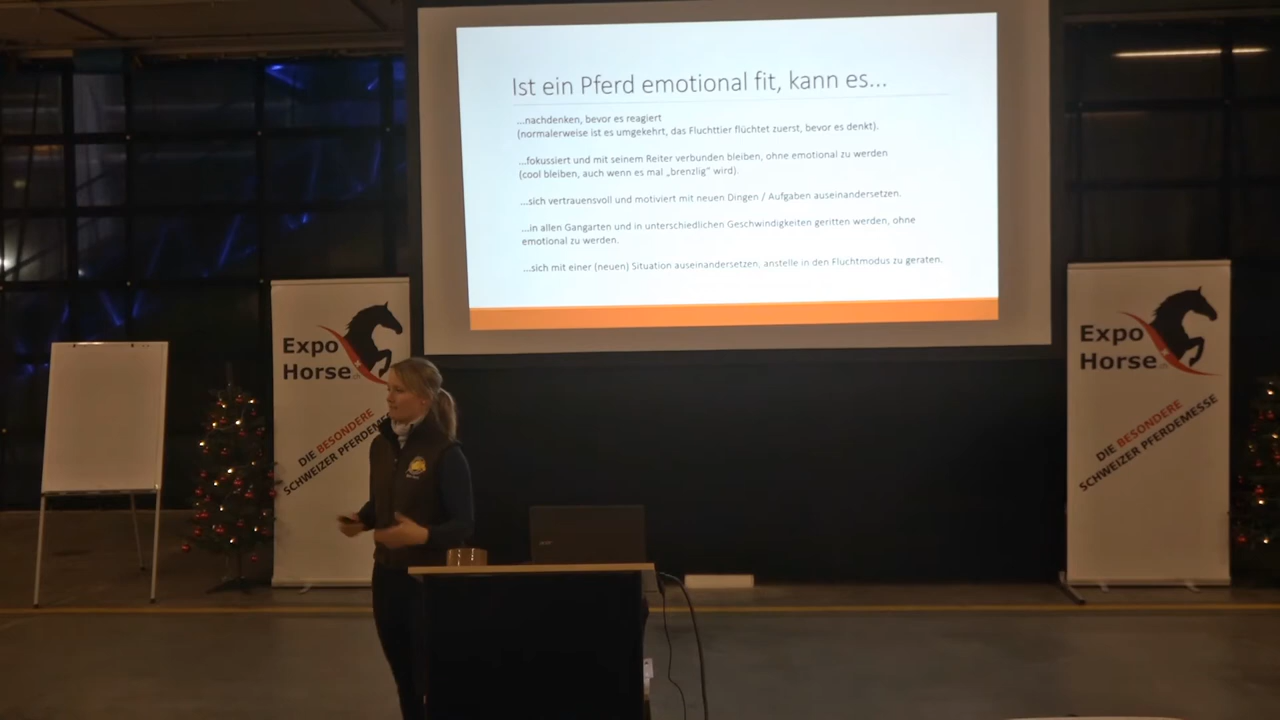 Ist ein Pferd emotional fit, kann es...
...nachdenken, bevor es reagiert
(normalerweise ist es umgekehrt, das Fluchttier flüchtet zuerst, bevor es denkt).
...fokussiert und mit seinem Reiter verbunden bleiben, ohne emotional zu werden
(cool bleiben, auch wenn es mal „brenzlig" wird).
...sich vertrauensvoll und motiviert mit neuen Dingen / Aufgaben auseinandersetzen.
...in allen Gangarten und in unterschiedlichen Geschwindigkeiten geritten werden, ohne
emotional zu werden.
...sich mit einer (neuen) Situation auseinandersetzen, anstelle in den Fluchtmodus zu geraten.
Expo
Horse
DIE BESONDERE
SCHWEIZER
Expo
Horse
DIE BESONDERE
SCHWEIZER PFERDEMESSE